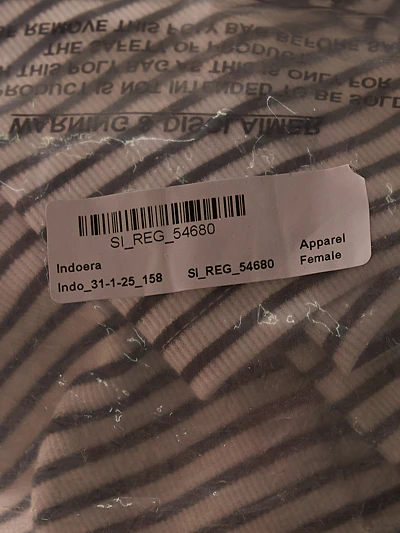 E REMOVE THIS POLY BAG BEFORE SA
THE SAFETY OF PRODUCT
THIS POLY BAG AS THIS IS ONLY FOR
PRODUCT IS NOT INTENDED TO BE SOLD
WARNING & DISCLAIMER
SI_REG_54680
Indoera
Indo_31-1-25_158
SI_REG_54680
Apparel
Female